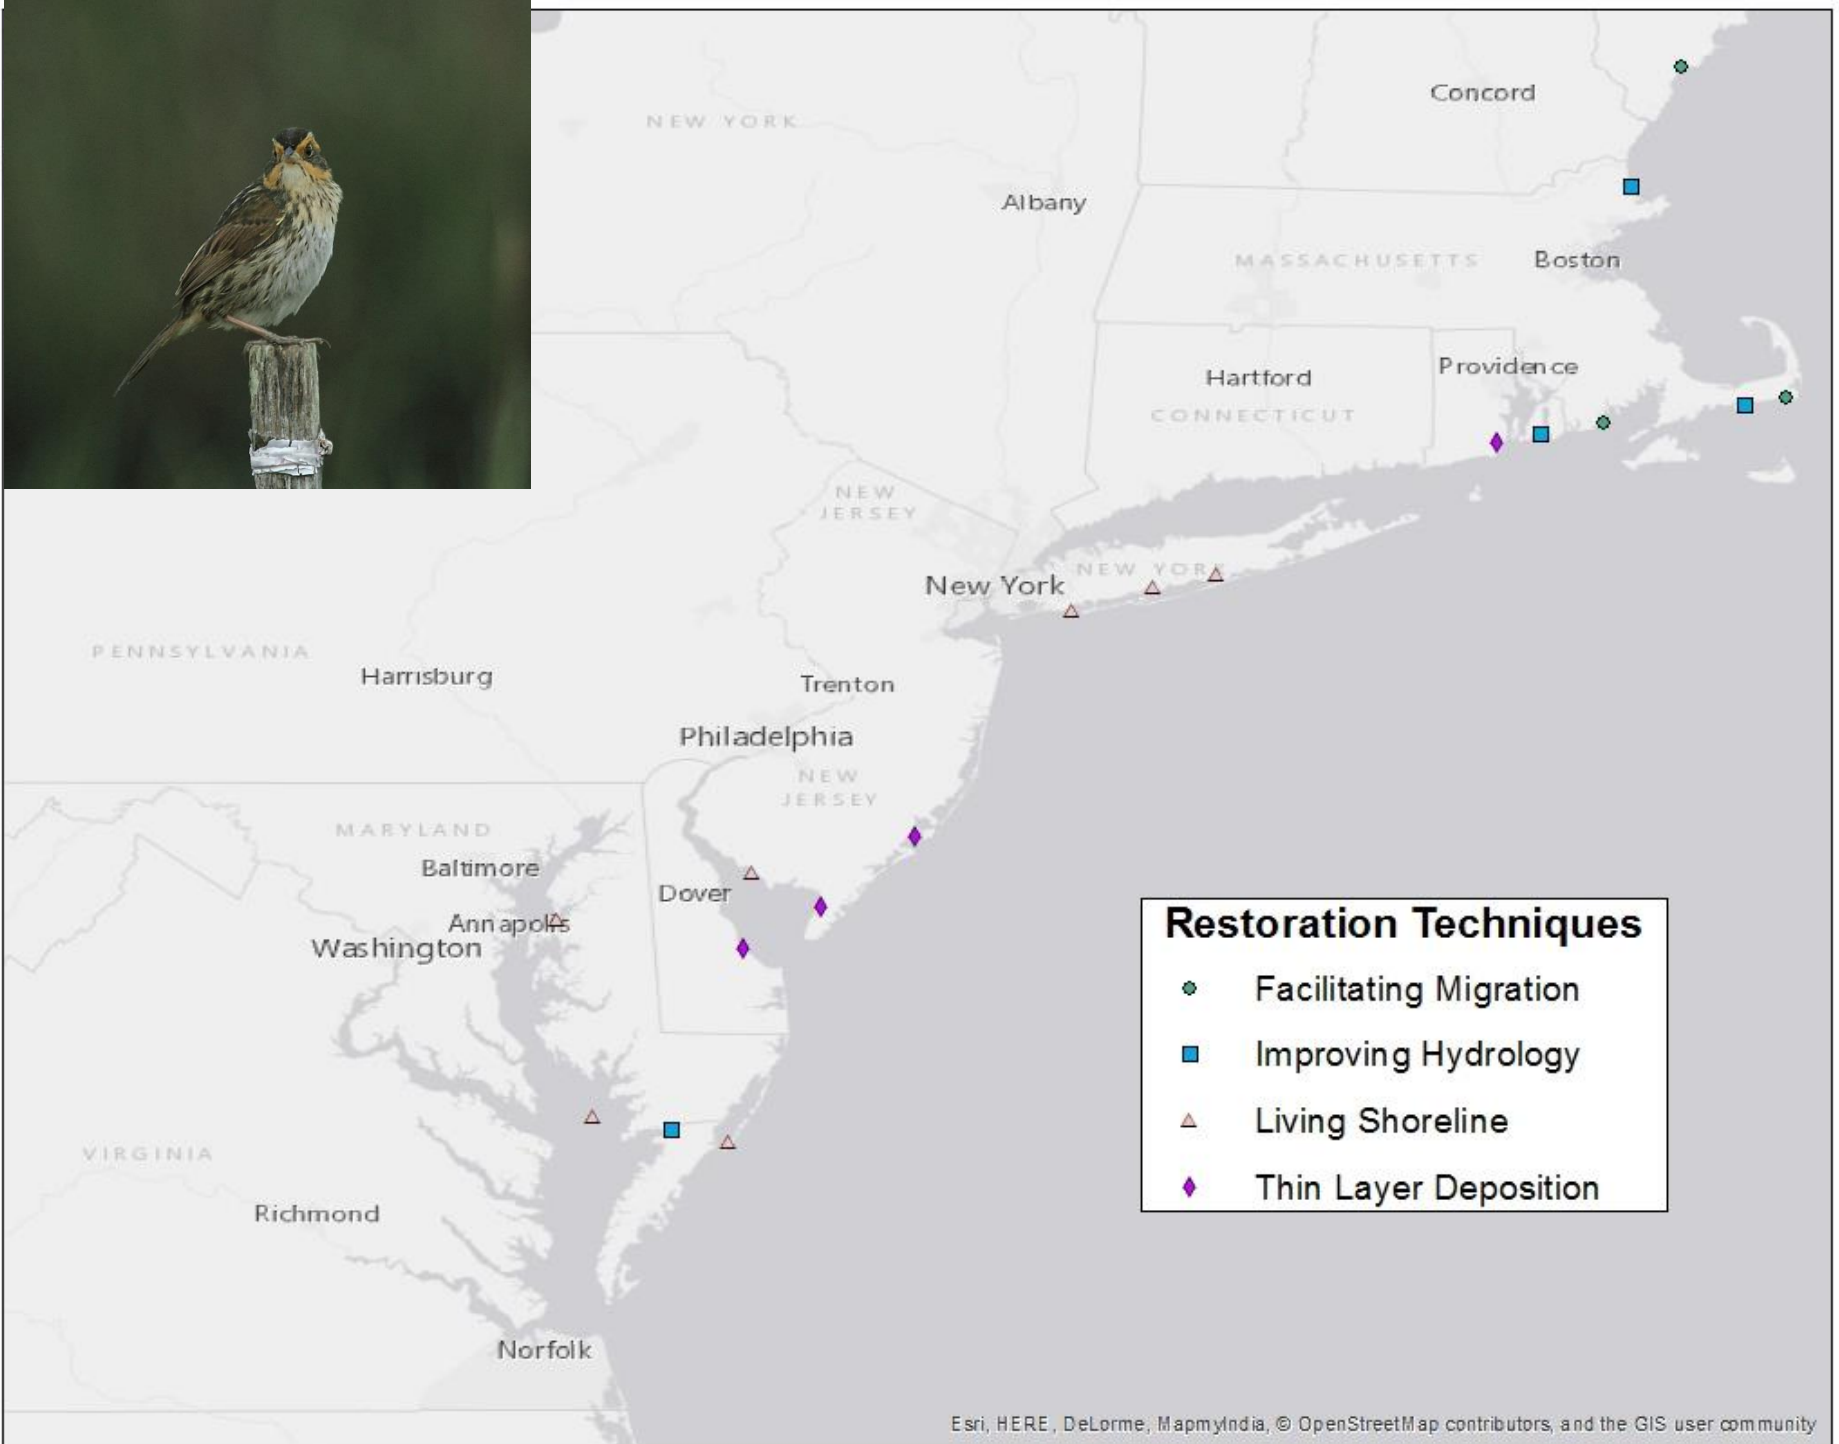 Concord
NEW YORK
Albany
MASSACHUSETTS
Boston
Providence
Hartford
CONNECTICUT
NEW
JERSEY
NEW YORK
New York
PENNSYLVANIA
Harrisburg
Trenton
Philadelphia
NEW
JERSEY
MARYLAND
Baltimore
Dover
Annapolis
Washington
Restoration Techniques
Facilitating Migration
Improving Hydrology
Living Shoreline
Thin Layer Deposition
VIRGINIA
Richmond
Norfolk
Esri, HERE, DeLorme, MapmyIndia, © OpenStreetMap contributors, and the GIS user community